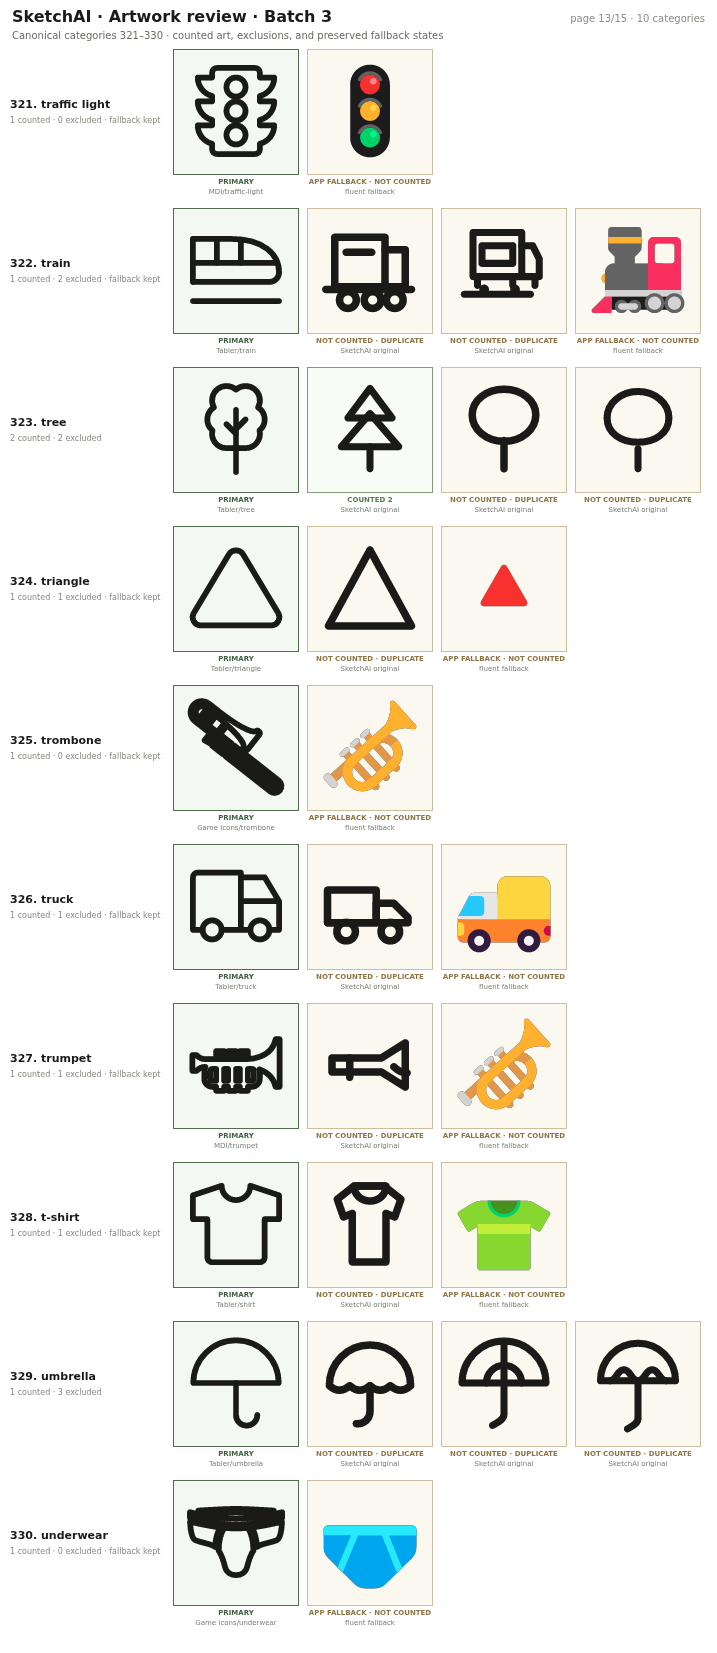 SketchAI · Artwork review · Batch 3
page 13/15 · 10 categories
Canonical categories 321–330 · counted art, exclusions, and preserved fallback states
321. traffic light
1 counted · 0 excluded · fallback kept
PRIMARY
MDI/traffic-light
APP FALLBACK · NOT COUNTED
fluent fallback
322. train
1 counted · 2 excluded · fallback kept
PRIMARY
Tabler/train
NOT COUNTED · DUPLICATE
SketchAI original
NOT COUNTED · DUPLICATE
SketchAI original
APP FALLBACK · NOT COUNTED
fluent fallback
323. tree
2 counted · 2 excluded
PRIMARY
Tabler/tree
COUNTED 2
SketchAI original
NOT COUNTED · DUPLICATE
SketchAI original
NOT COUNTED · DUPLICATE
SketchAI original
324. triangle
1 counted · 1 excluded · fallback kept
PRIMARY
Tabler/triangle
NOT COUNTED · DUPLICATE
SketchAI original
APP FALLBACK · NOT COUNTED
fluent fallback
325. trombone
1 counted · 0 excluded · fallback kept
PRIMARY
Game Icons/trombone
APP FALLBACK · NOT COUNTED
fluent fallback
326. truck
1 counted · 1 excluded · fallback kept
PRIMARY
Tabler/truck
NOT COUNTED · DUPLICATE
SketchAI original
APP FALLBACK · NOT COUNTED
fluent fallback
327. trumpet
1 counted · 1 excluded · fallback kept
PRIMARY
MDI/trumpet
NOT COUNTED · DUPLICATE
SketchAI original
APP FALLBACK · NOT COUNTED
fluent fallback
328. t-shirt
1 counted · 1 excluded · fallback kept
PRIMARY
Tabler/shirt
NOT COUNTED · DUPLICATE
SketchAI original
APP FALLBACK · NOT COUNTED
fluent fallback
329. umbrella
1 counted · 3 excluded
PRIMARY
Tabler/umbrella
NOT COUNTED · DUPLICATE
SketchAI original
NOT COUNTED · DUPLICATE
SketchAI original
NOT COUNTED · DUPLICATE
SketchAI original
330. underwear
1 counted · 0 excluded · fallback kept
PRIMARY
Game Icons/underwear
APP FALLBACK · NOT COUNTED
fluent fallback